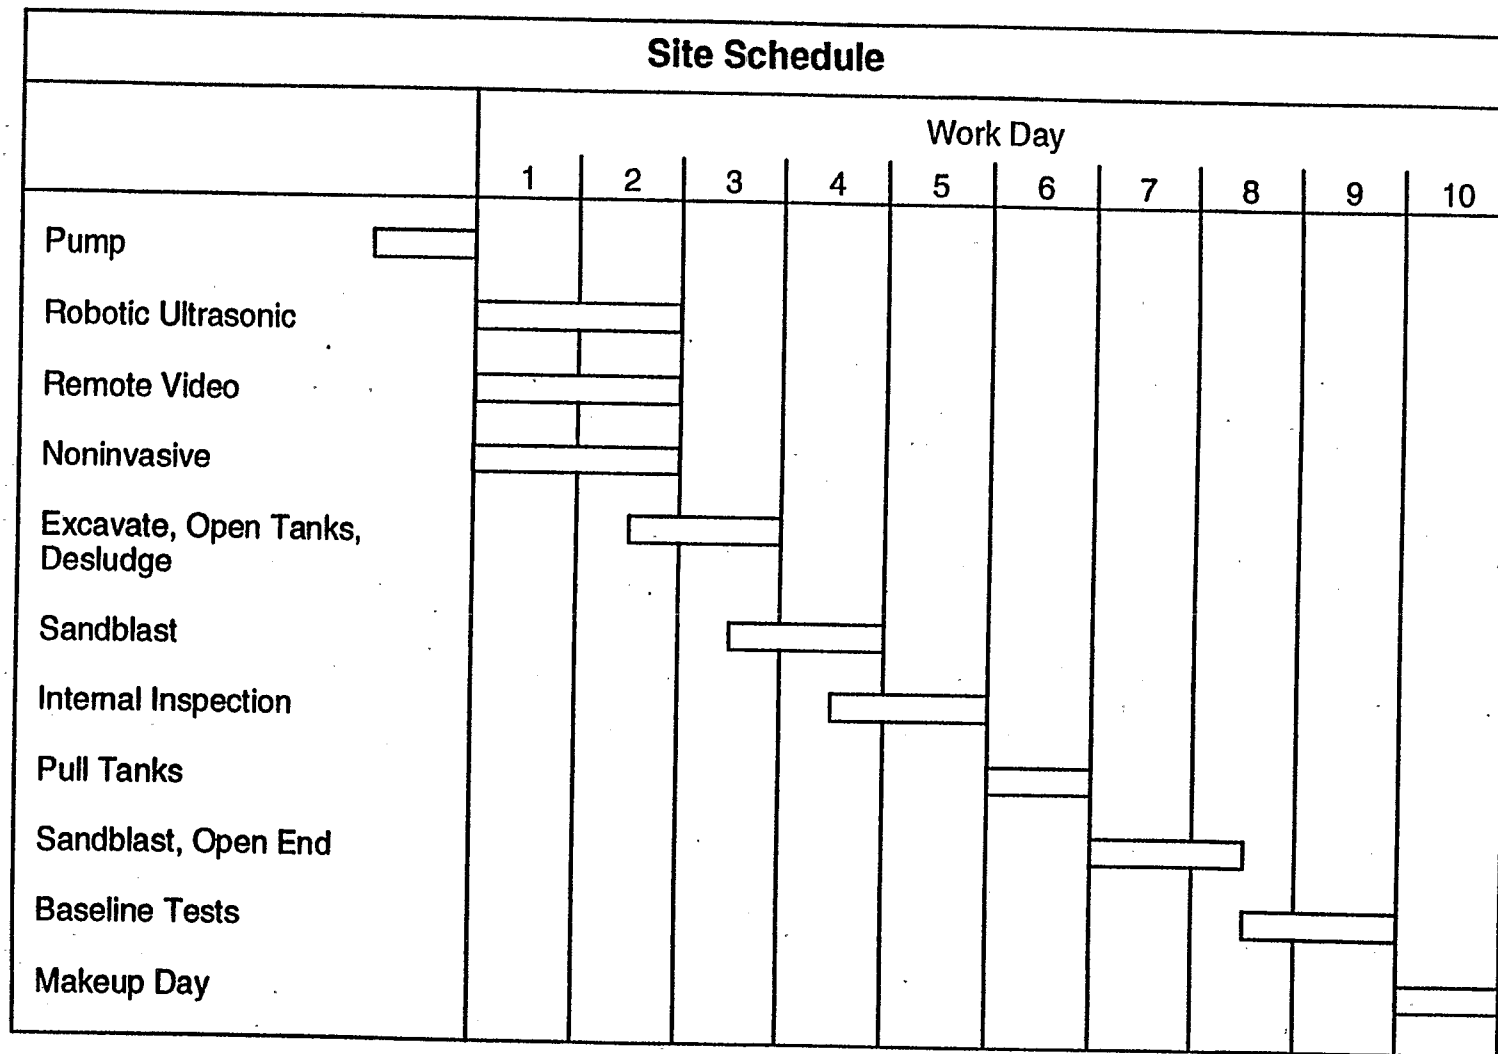 Site Schedule
Work Day
1 2 3 4 5 6 7 8 9 10
Pump
Robotic Ultrasonic
Remote Video
Noninvasive
Excavate, Open Tanks,
Desludge
Sandblast
Internal Inspection
Pull Tanks
Sandblast, Open End
Baseline Tests
Makeup Day